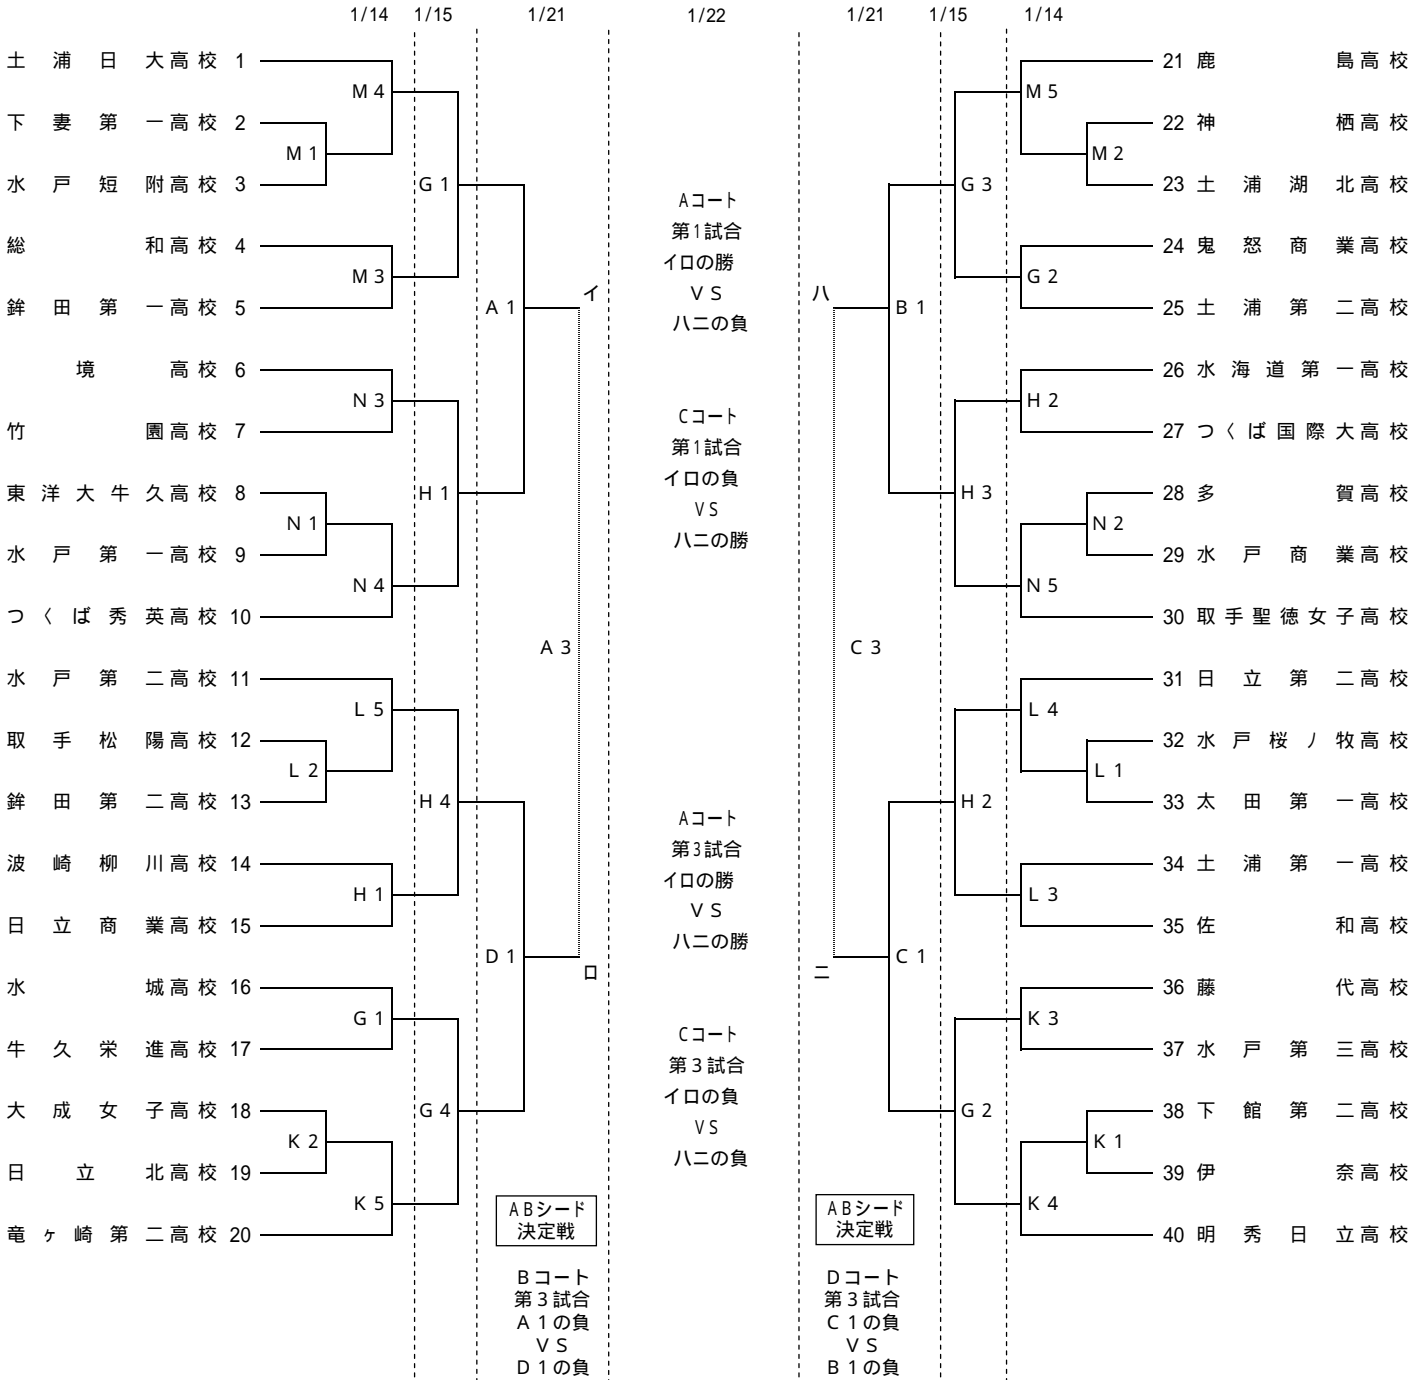 1/14 1/15 1/21 1/22 1/21 1/15 1/14
土浦日大高校 1
下妻第一高校 2
水戸短附高校 3
総和高校 4
鉾田第一高校 5
境高校 6
竹園高校 7
東洋大牛久高校 8
水戸第一高校 9
つくば秀英高校 10
水戸第二高校 11
取手松陽高校 12
鉾田第二高校 13
波崎柳川高校 14
日立商業高校 15
水城高校 16
牛久栄進高校 17
大成女子高校 18
日立北高校 19
竜ヶ崎第二高校 20
M4
M1
M3
N3
N1
N4
L5
L2
H1
G1
K2
K5
G1
H1
H4
G4
A1
D1
イ
A3
ロ
Aコート
第1試合
イロの勝
VS
ハニの負
Cコート
第1試合
イロの負
VS
ハニの勝
Aコート
第3試合
イロの勝
VS
ハニの勝
Cコート
第3試合
イロの負
VS
ハニの負
ABシード
決定戦
Bコート
第3試合
A1の負
VS
D1の負
ABシード
決定戦
Dコート
第3試合
C1の負
VS
B1の負
ハ
C3
ニ
B1
C1
G3
H3
H2
G2
M5
M2
G2
H2
N2
N5
L4
L1
L3
K3
K1
K4
21 鹿島高校
22 神栖高校
23 土浦湖北高校
24 鬼怒商業高校
25 土浦第二高校
26 水海道第一高校
27 つくば国際大高校
28 多賀高校
29 水戸商業高校
30 取手聖徳女子高校
31 日立第二高校
32 水戸桜ノ牧高校
33 太田第一高校
34 土浦第一高校
35 佐和高校
36 藤代高校
37 水戸第三高校
38 下館第二高校
39 伊奈高校
40 明秀日立高校